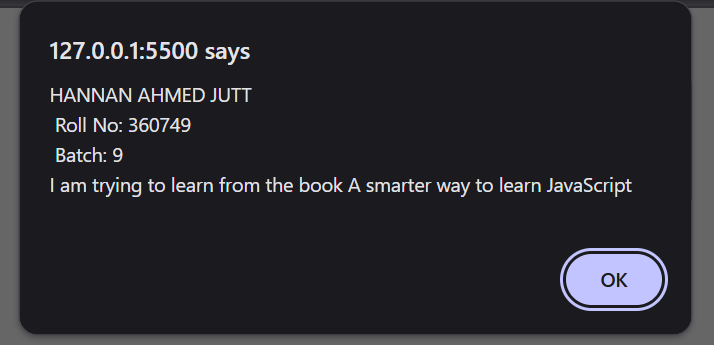 127.0.0.1:5500 says
HANNAN AHMED JUTT
Roll No: 360749
Batch: 9
I am trying to learn from the book A smarter way to learn JavaScript
OK